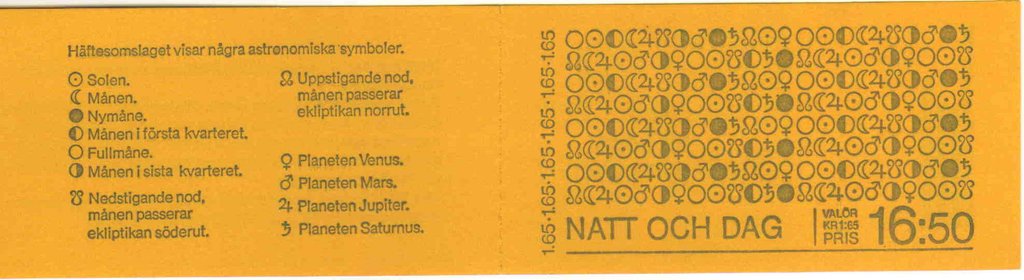 Häftesomslaget visar några astronomiska symboler.
☉ Solen.
☾ Månen.
● Nymåne.
◐ Månen i första kvarteret.
○ Fullmåne.
◑ Månen i sista kvarteret.
☋ Nedstigande nod,
månen passerar
ekliptikan söderut.
☊ Uppstigande nod,
månen passerar
ekliptikan norrut.
♀ Planeten Venus.
♂ Planeten Mars.
♃ Planeten Jupiter.
♄ Planeten Saturnus.
1.65·1.65·1.65·1.65·1.65·1.65·1.65
NATT OCH DAG
VALÖR
KR1:65
PRIS
16:50